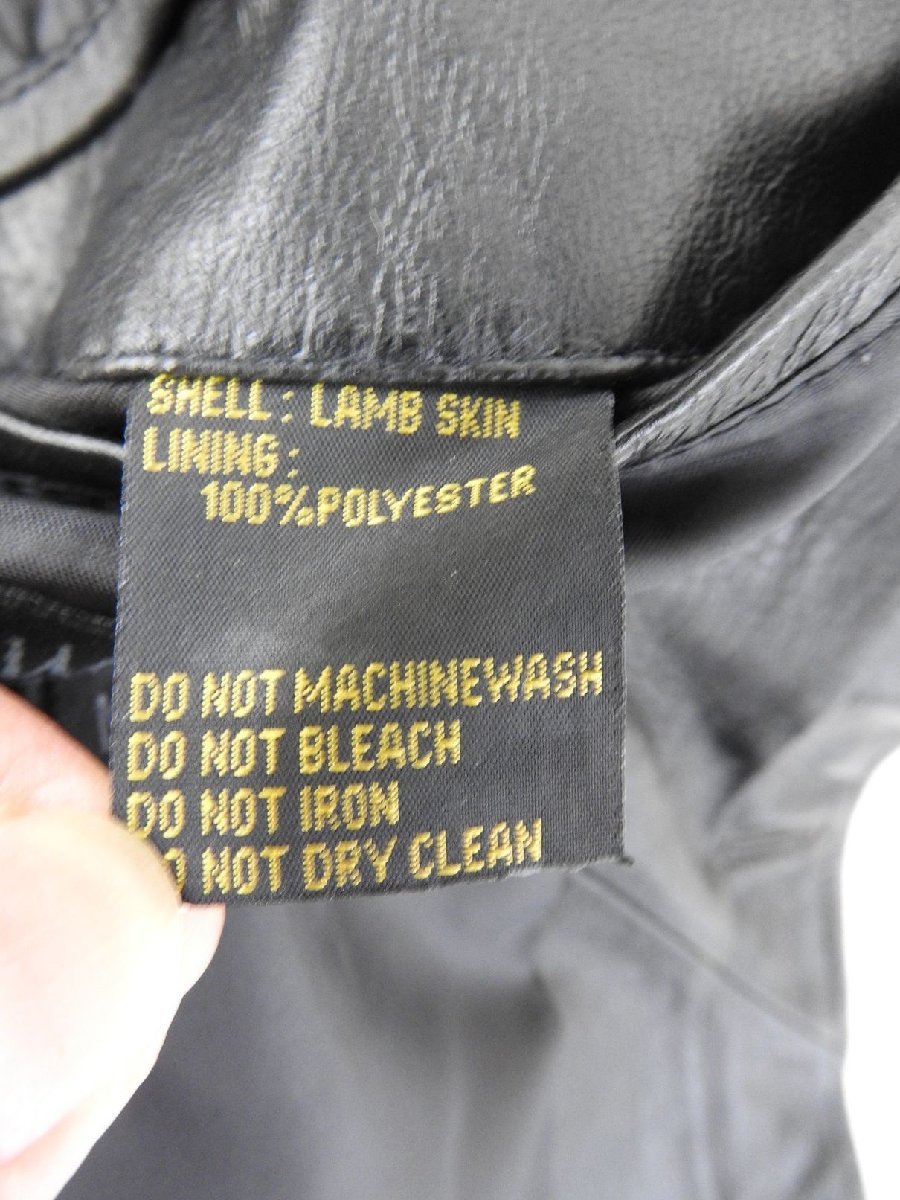 SHELL: LAMB SKIN
LINING:
100%POLYESTER
DO NOT MACHINEWASH
DO NOT BLEACH
DO NOT IRON
DO NOT DRY CLEAN